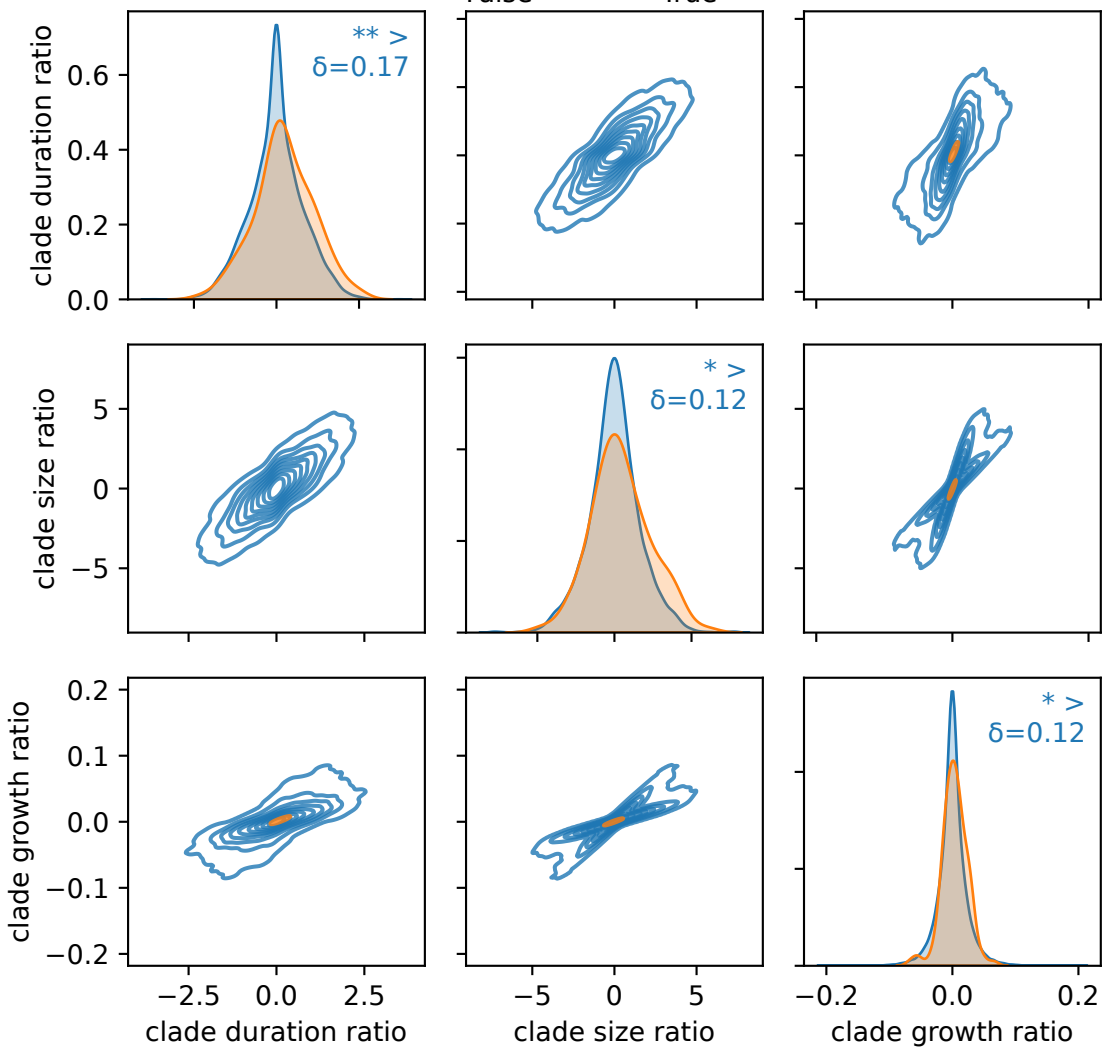 clade duration ratio
0.6
0.4
0.2
0.0
** >
δ=0.17
clade size ratio
5
0
−5
* >
δ=0.12
clade growth ratio
0.2
0.1
0.0
−0.1
−0.2
* >
δ=0.12
−2.5 0.0 2.5
−5 0 5
−0.2 0.0 0.2
clade duration ratio
clade size ratio
clade growth ratio